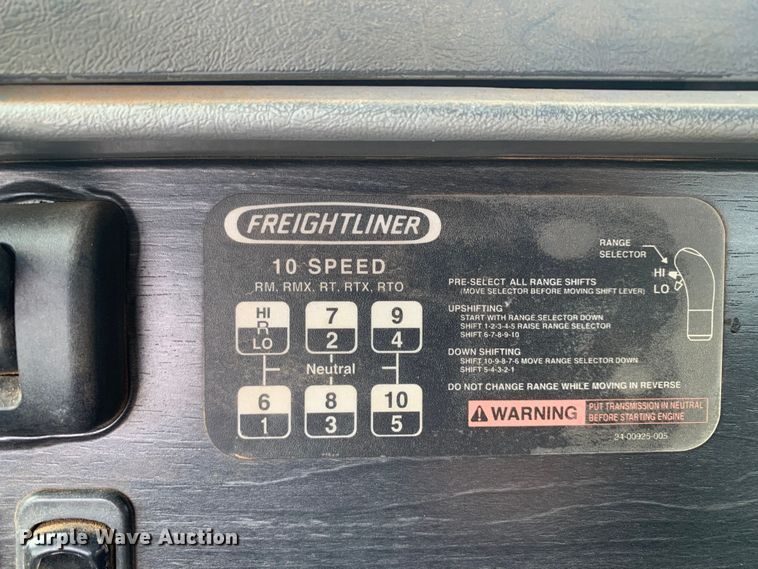 FREIGHTLINER
10 SPEED
RM, RMX, RT, RTX, RTO
HI R LO
7 2
9 4
Neutral
6 1
8 3
10 5
RANGE
SELECTOR
HI
LO
PRE-SELECT ALL RANGE SHIFTS
(MOVE SELECTOR BEFORE MOVING SHIFT LEVER)
UPSHIFTING
START WITH RANGE SELECTOR DOWN
SHIFT 1-2-3-4-5 RAISE RANGE SELECTOR
SHIFT 6-7-8-9-10
DOWN SHIFTING
SHIFT 10-9-8-7-6 MOVE RANGE SELECTOR DOWN
SHIFT 5-4-3-2-1
DO NOT CHANGE RANGE WHILE MOVING IN REVERSE
WARNING
PUT TRANSMISSION IN NEUTRAL
BEFORE STARTING ENGINE
24-00925-005
Purple Wave Auction